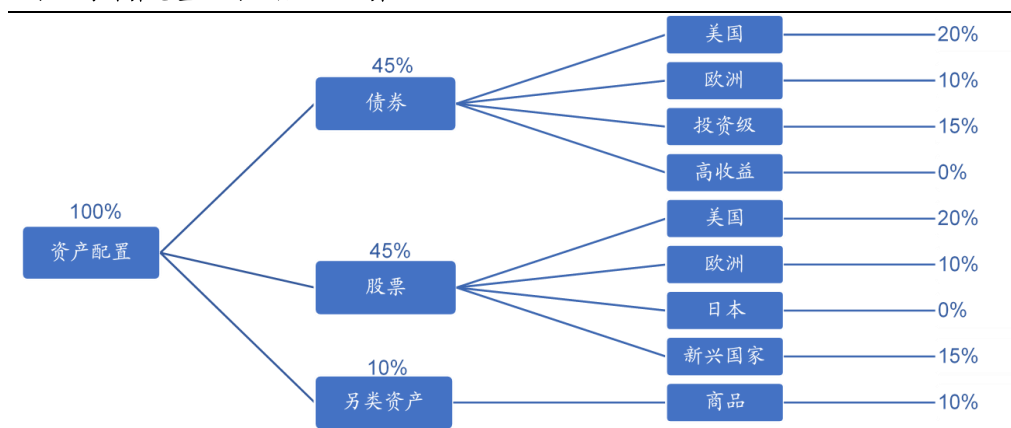 美国 20%
45%
欧洲 10%
债券
投资级 15%
高收益 0%
100%
美国 20%
资产配置
45%
欧洲 10%
股票
日本 0%
新兴国家 15%
10%
另类资产 商品 10%